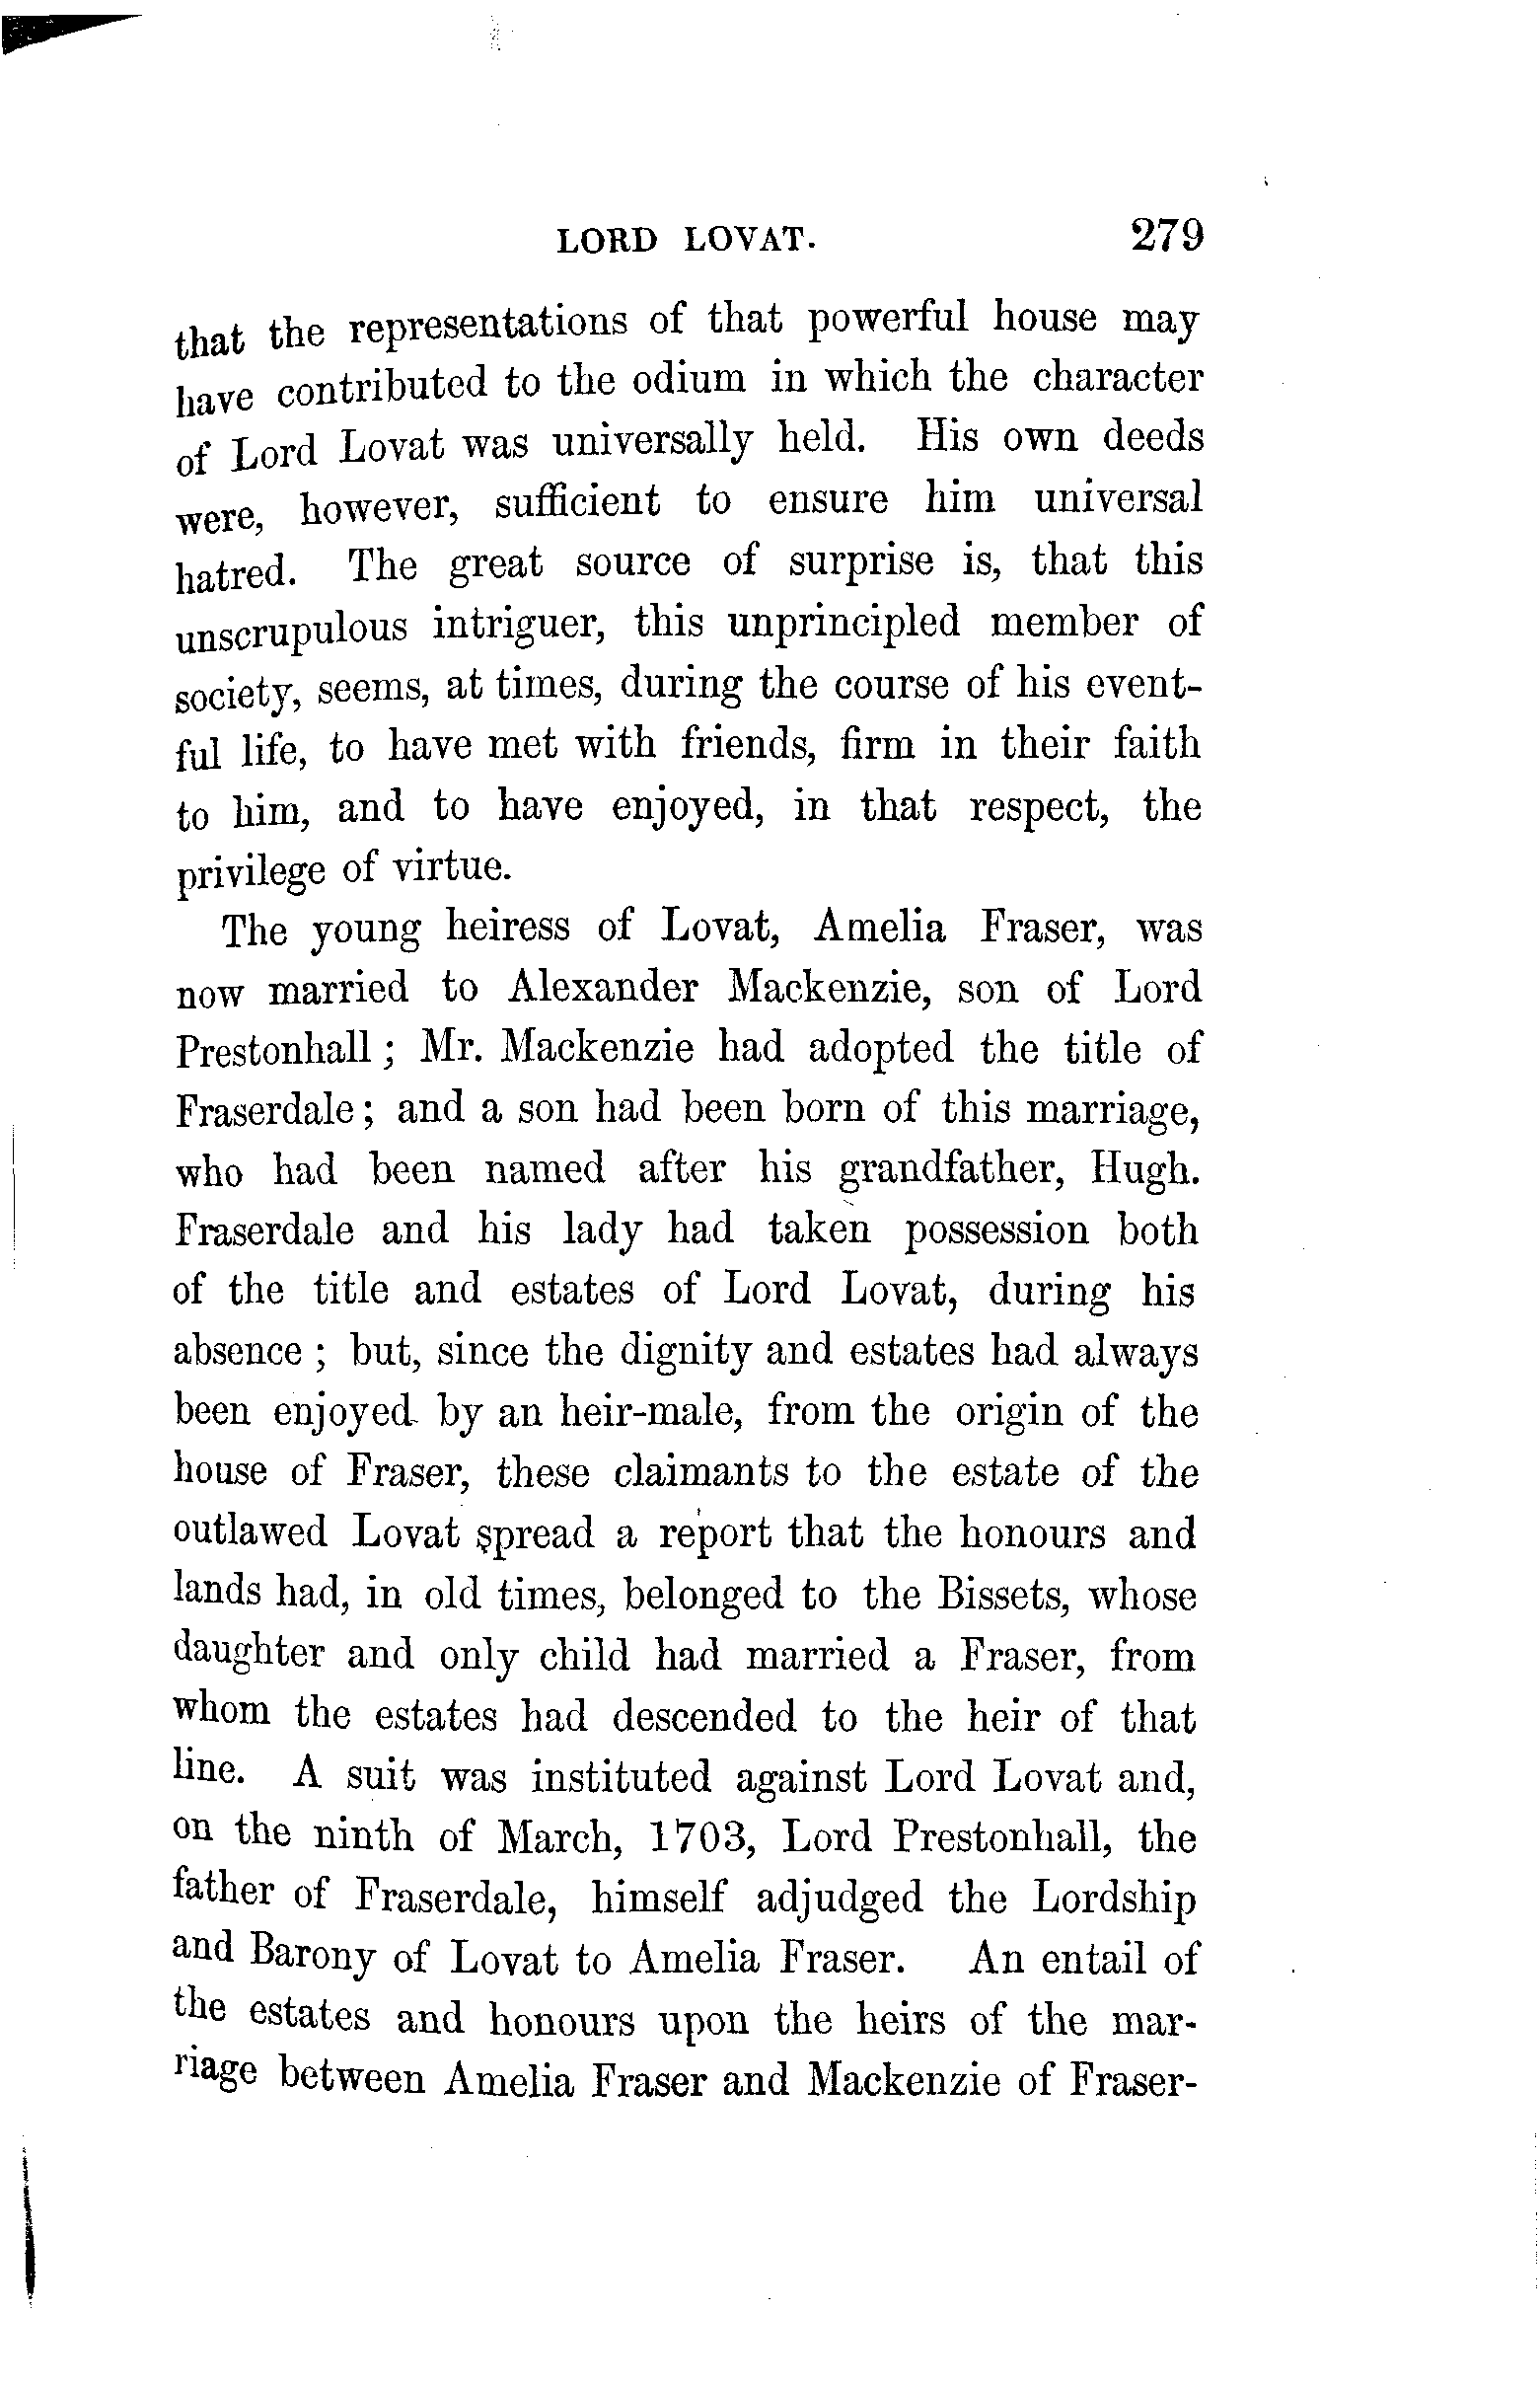 LORD LOVAT. 279
that the representations of that powerful house may
have contributed to the odium in which the character
of Lord Lovat was universally held. His own deeds
were, however, sufficient to ensure him universal
hatred. The great source of surprise is, that this
unscrupulous intriguer, this unprincipled member of
society, seems, at times, during the course of his event-
ful life, to have met with friends, firm in their faith
to him, and to have enjoyed, in that respect, the
privilege of virtue.
The young heiress of Lovat, Amelia Fraser, was
now married to Alexander Mackenzie, son of Lord
Prestonhall; Mr. Mackenzie had adopted the title of
Fraserdale; and a son had been born of this marriage,
who had been named after his grandfather, Hugh.
Fraserdale and his lady had taken possession both
of the title and estates of Lord Lovat, during his
absence; but, since the dignity and estates had always
been enjoyed by an heir-male, from the origin of the
house of Fraser, these claimants to the estate of the
outlawed Lovat spread a report that the honours and
lands had, in old times, belonged to the Bissets, whose
daughter and only child had married a Fraser, from
whom the estates had descended to the heir of that
line. A suit was instituted against Lord Lovat and,
on the ninth of March, 1703, Lord Prestonhall, the
father of Fraserdale, himself adjudged the Lordship
and Barony of Lovat to Amelia Fraser. An entail of
the estates and honours upon the heirs of the mar-
riage between Amelia Fraser and Mackenzie of Fraser-